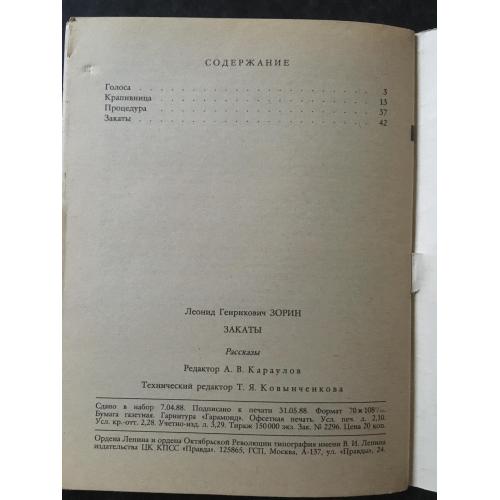 СОДЕРЖАНИЕ
Голоса . . . . . . . . . . . . . . . . . . . . 3
Крапивница . . . . . . . . . . . . . . . . . . 13
Процедура . . . . . . . . . . . . . . . . . . 37
Закаты . . . . . . . . . . . . . . . . . . . . 42
Леонид Генрихович ЗОРИН
ЗАКАТЫ
Рассказы
Редактор А. В. Караулов
Технический редактор Т. Я. Ковынченкова
Сдано в набор 7.04.88. Подписано к печати 31.05.88. Формат 70 × 108¹/₃₂.
Бумага газетная. Гарнитура «Гарамонд». Офсетная печать. Усл. печ. л. 2,10.
Усл. кр.-отт. 2,28. Учетно-изд. л. 3,29. Тираж 150 000 экз. Зак. № 2296. Цена 20 коп.
Ордена Ленина и ордена Октябрьской Революции типография имени В. И. Ленина
издательства ЦК КПСС «Правда». 125865, ГСП, Москва, А-137, ул. «Правды», 24.